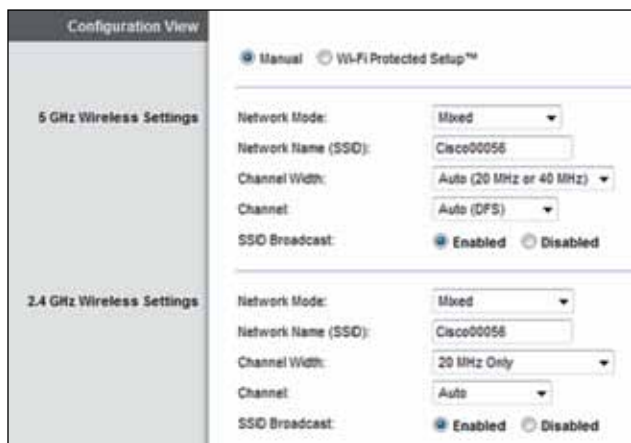 Configuration View
Manual Wi-Fi Protected Setup™
5 GHz Wireless Settings
Network Mode: Mixed
Network Name (SSID): Cisco00056
Channel Width: Auto (20 MHz or 40 MHz)
Channel: Auto (DFS)
SSID Broadcast: Enabled Disabled
2.4 GHz Wireless Settings
Network Mode: Mixed
Network Name (SSID): Cisco00056
Channel Width: 20 MHz Only
Channel: Auto
SSID Broadcast: Enabled Disabled